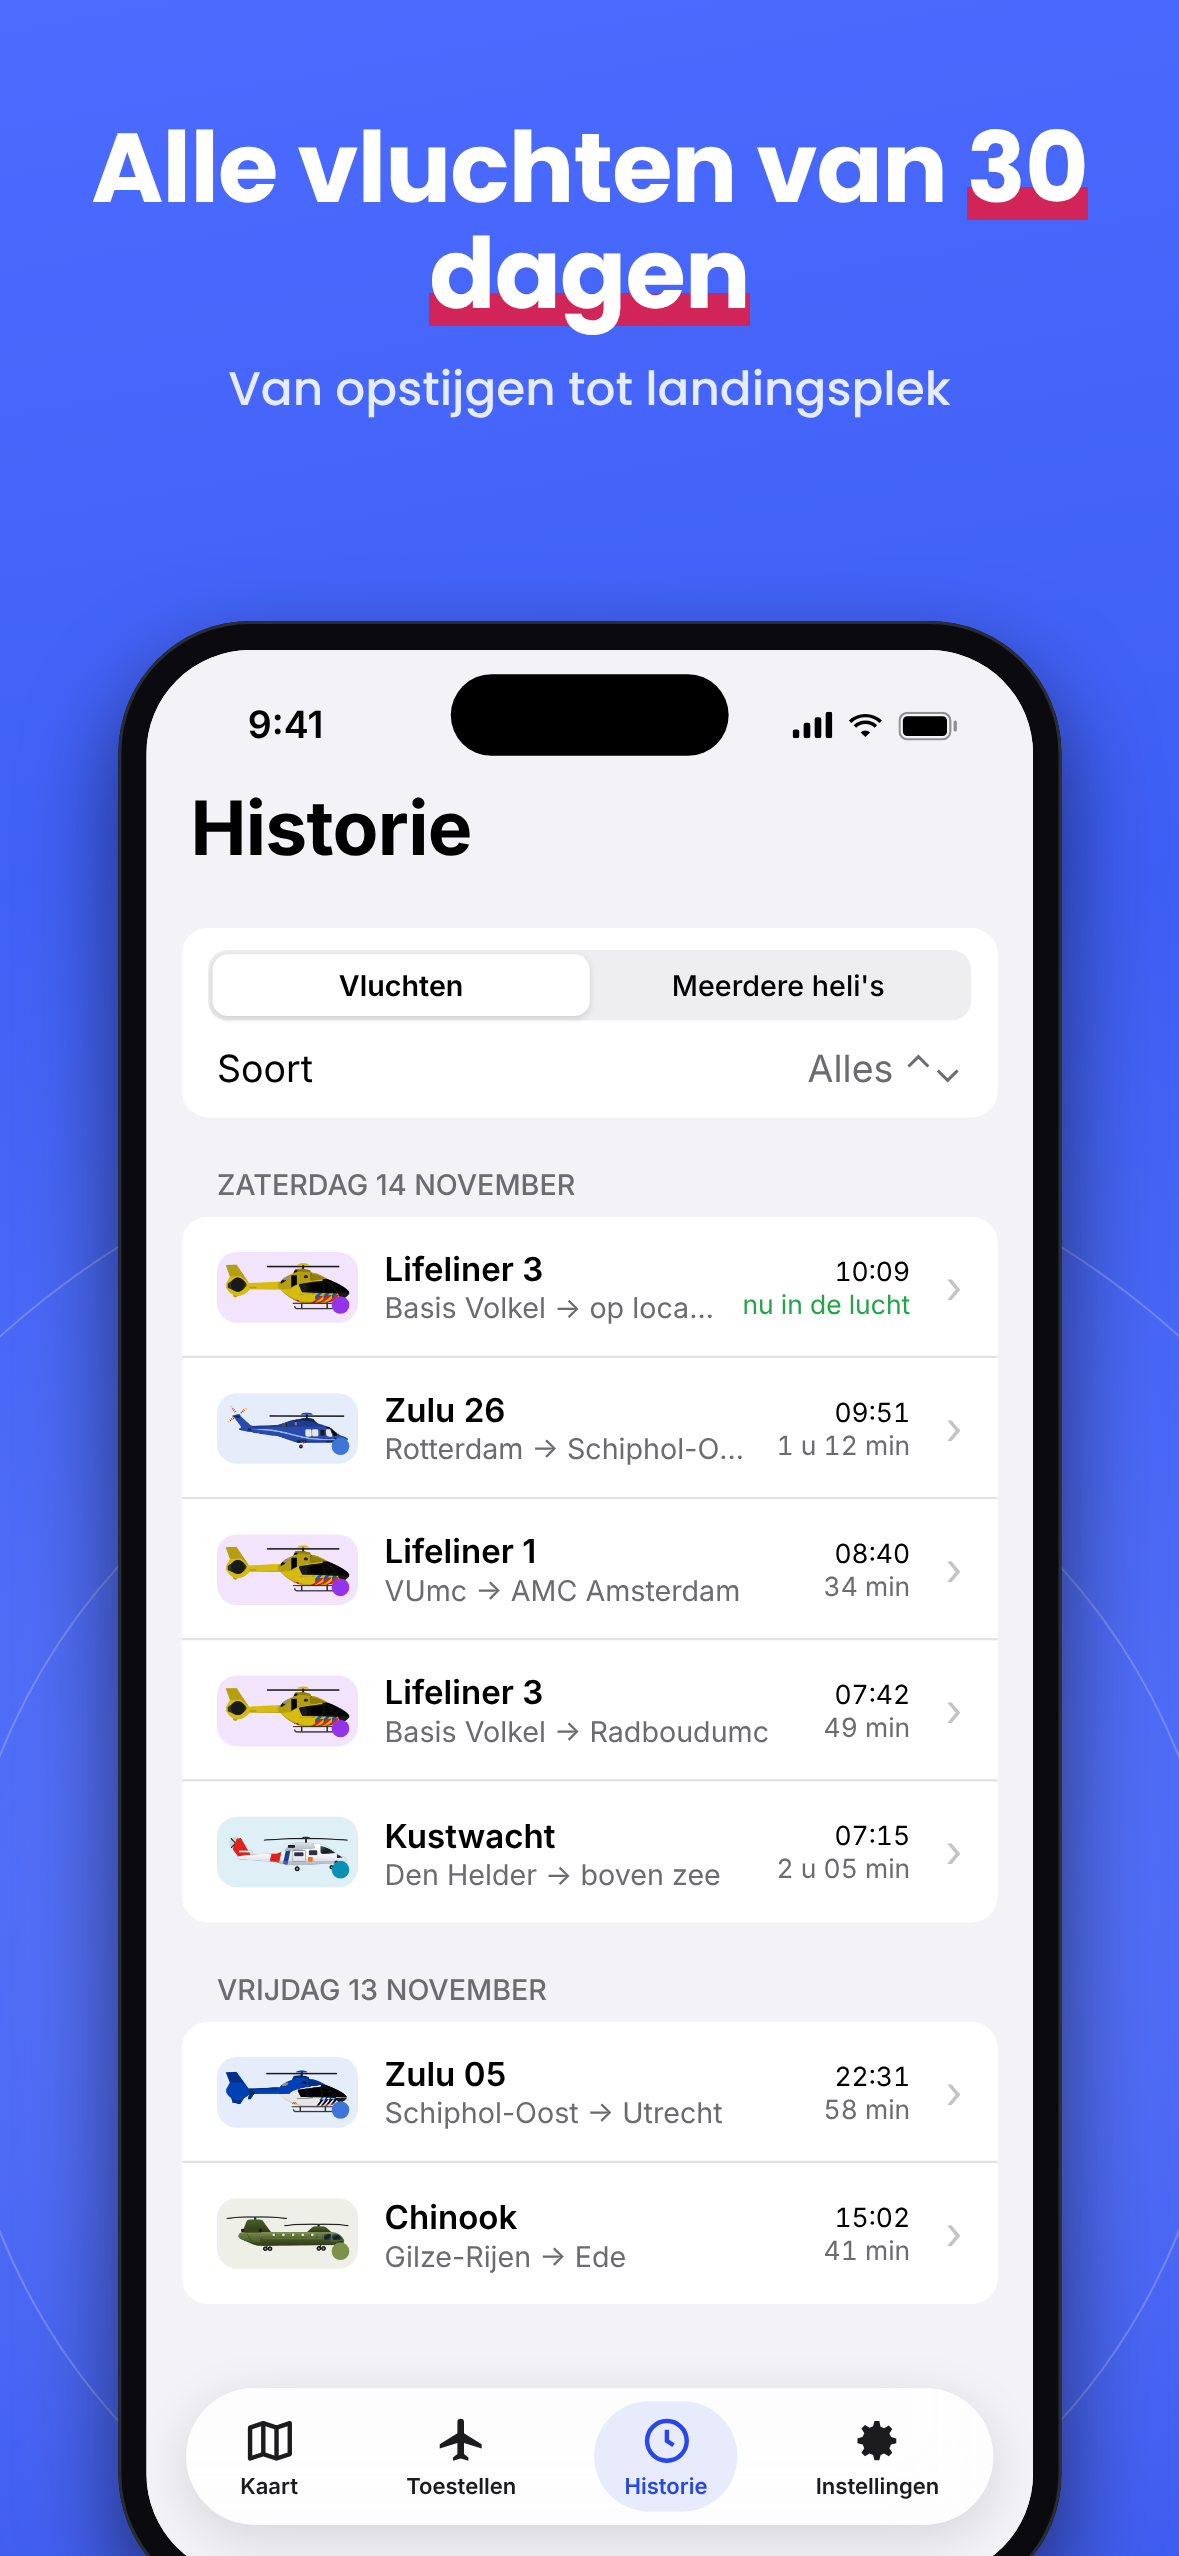 Alle vluchten van 30
dagen
Van opstijgen tot landingsplek
9:41
Historie
Vluchten
Meerdere heli's
Soort
Alles
ZATERDAG 14 NOVEMBER
Lifeliner 3
10:09
Basis Volkel → op loca...
nu in de lucht
Zulu 26
09:51
Rotterdam → Schiphol-O...
1 u 12 min
Lifeliner 1
08:40
VUmc → AMC Amsterdam
34 min
Lifeliner 3
07:42
Basis Volkel → Radboudumc
49 min
Kustwacht
07:15
Den Helder → boven zee
2 u 05 min
VRIJDAG 13 NOVEMBER
Zulu 05
22:31
Schiphol-Oost → Utrecht
58 min
Chinook
15:02
Gilze-Rijen → Ede
41 min
Kaart
Toestellen
Historie
Instellingen